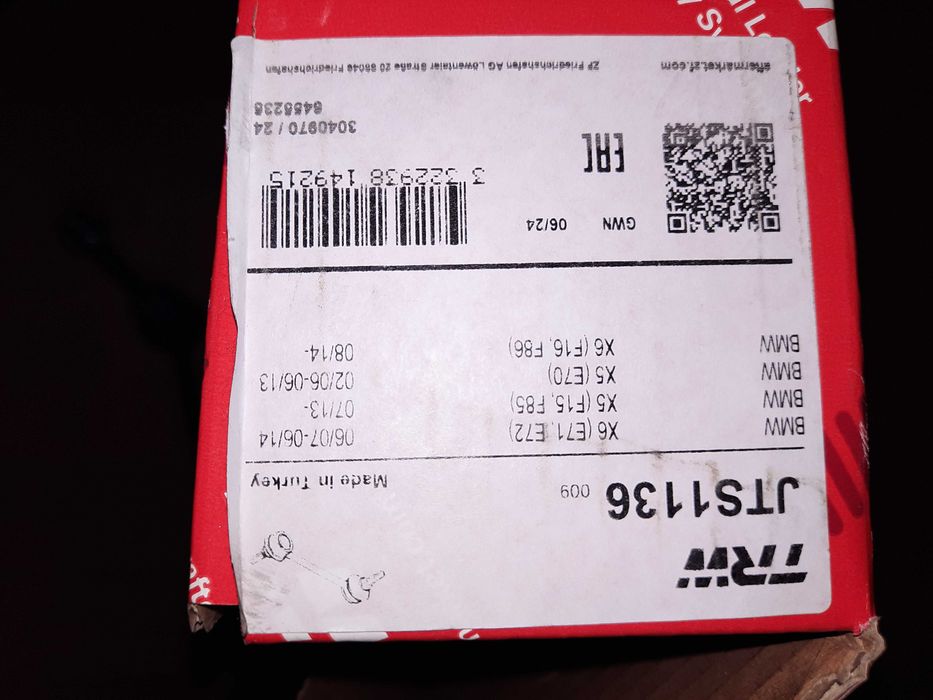 TRW
JTS1136 009
Made in Turkey
BMW X6 (E71, E72) 06/07-06/14
BMW X5 (F15, F85) 07/13-
BMW X5 (E70) 02/06-06/13
BMW X6 (F16, F86) 08/14-
GWN 06/24
3 322938 149215
EAC
3040970 / 24
6455235
aftermarket.zf.com ZF Friedrichshafen AG Löwentaler Straße 20 88046 Friedrichshafen